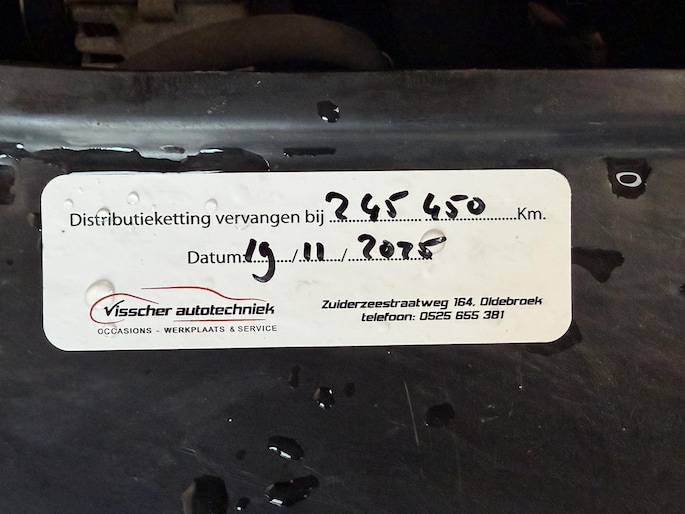 Distributieketting vervangen bij 245 450 Km.
Datum: 19 / 11 / 2025
Visscher autotechniek
OCCASIONS - WERKPLAATS & SERVICE
Zuiderzeestraatweg 164, Oldebroek
telefoon: 0525 655 381